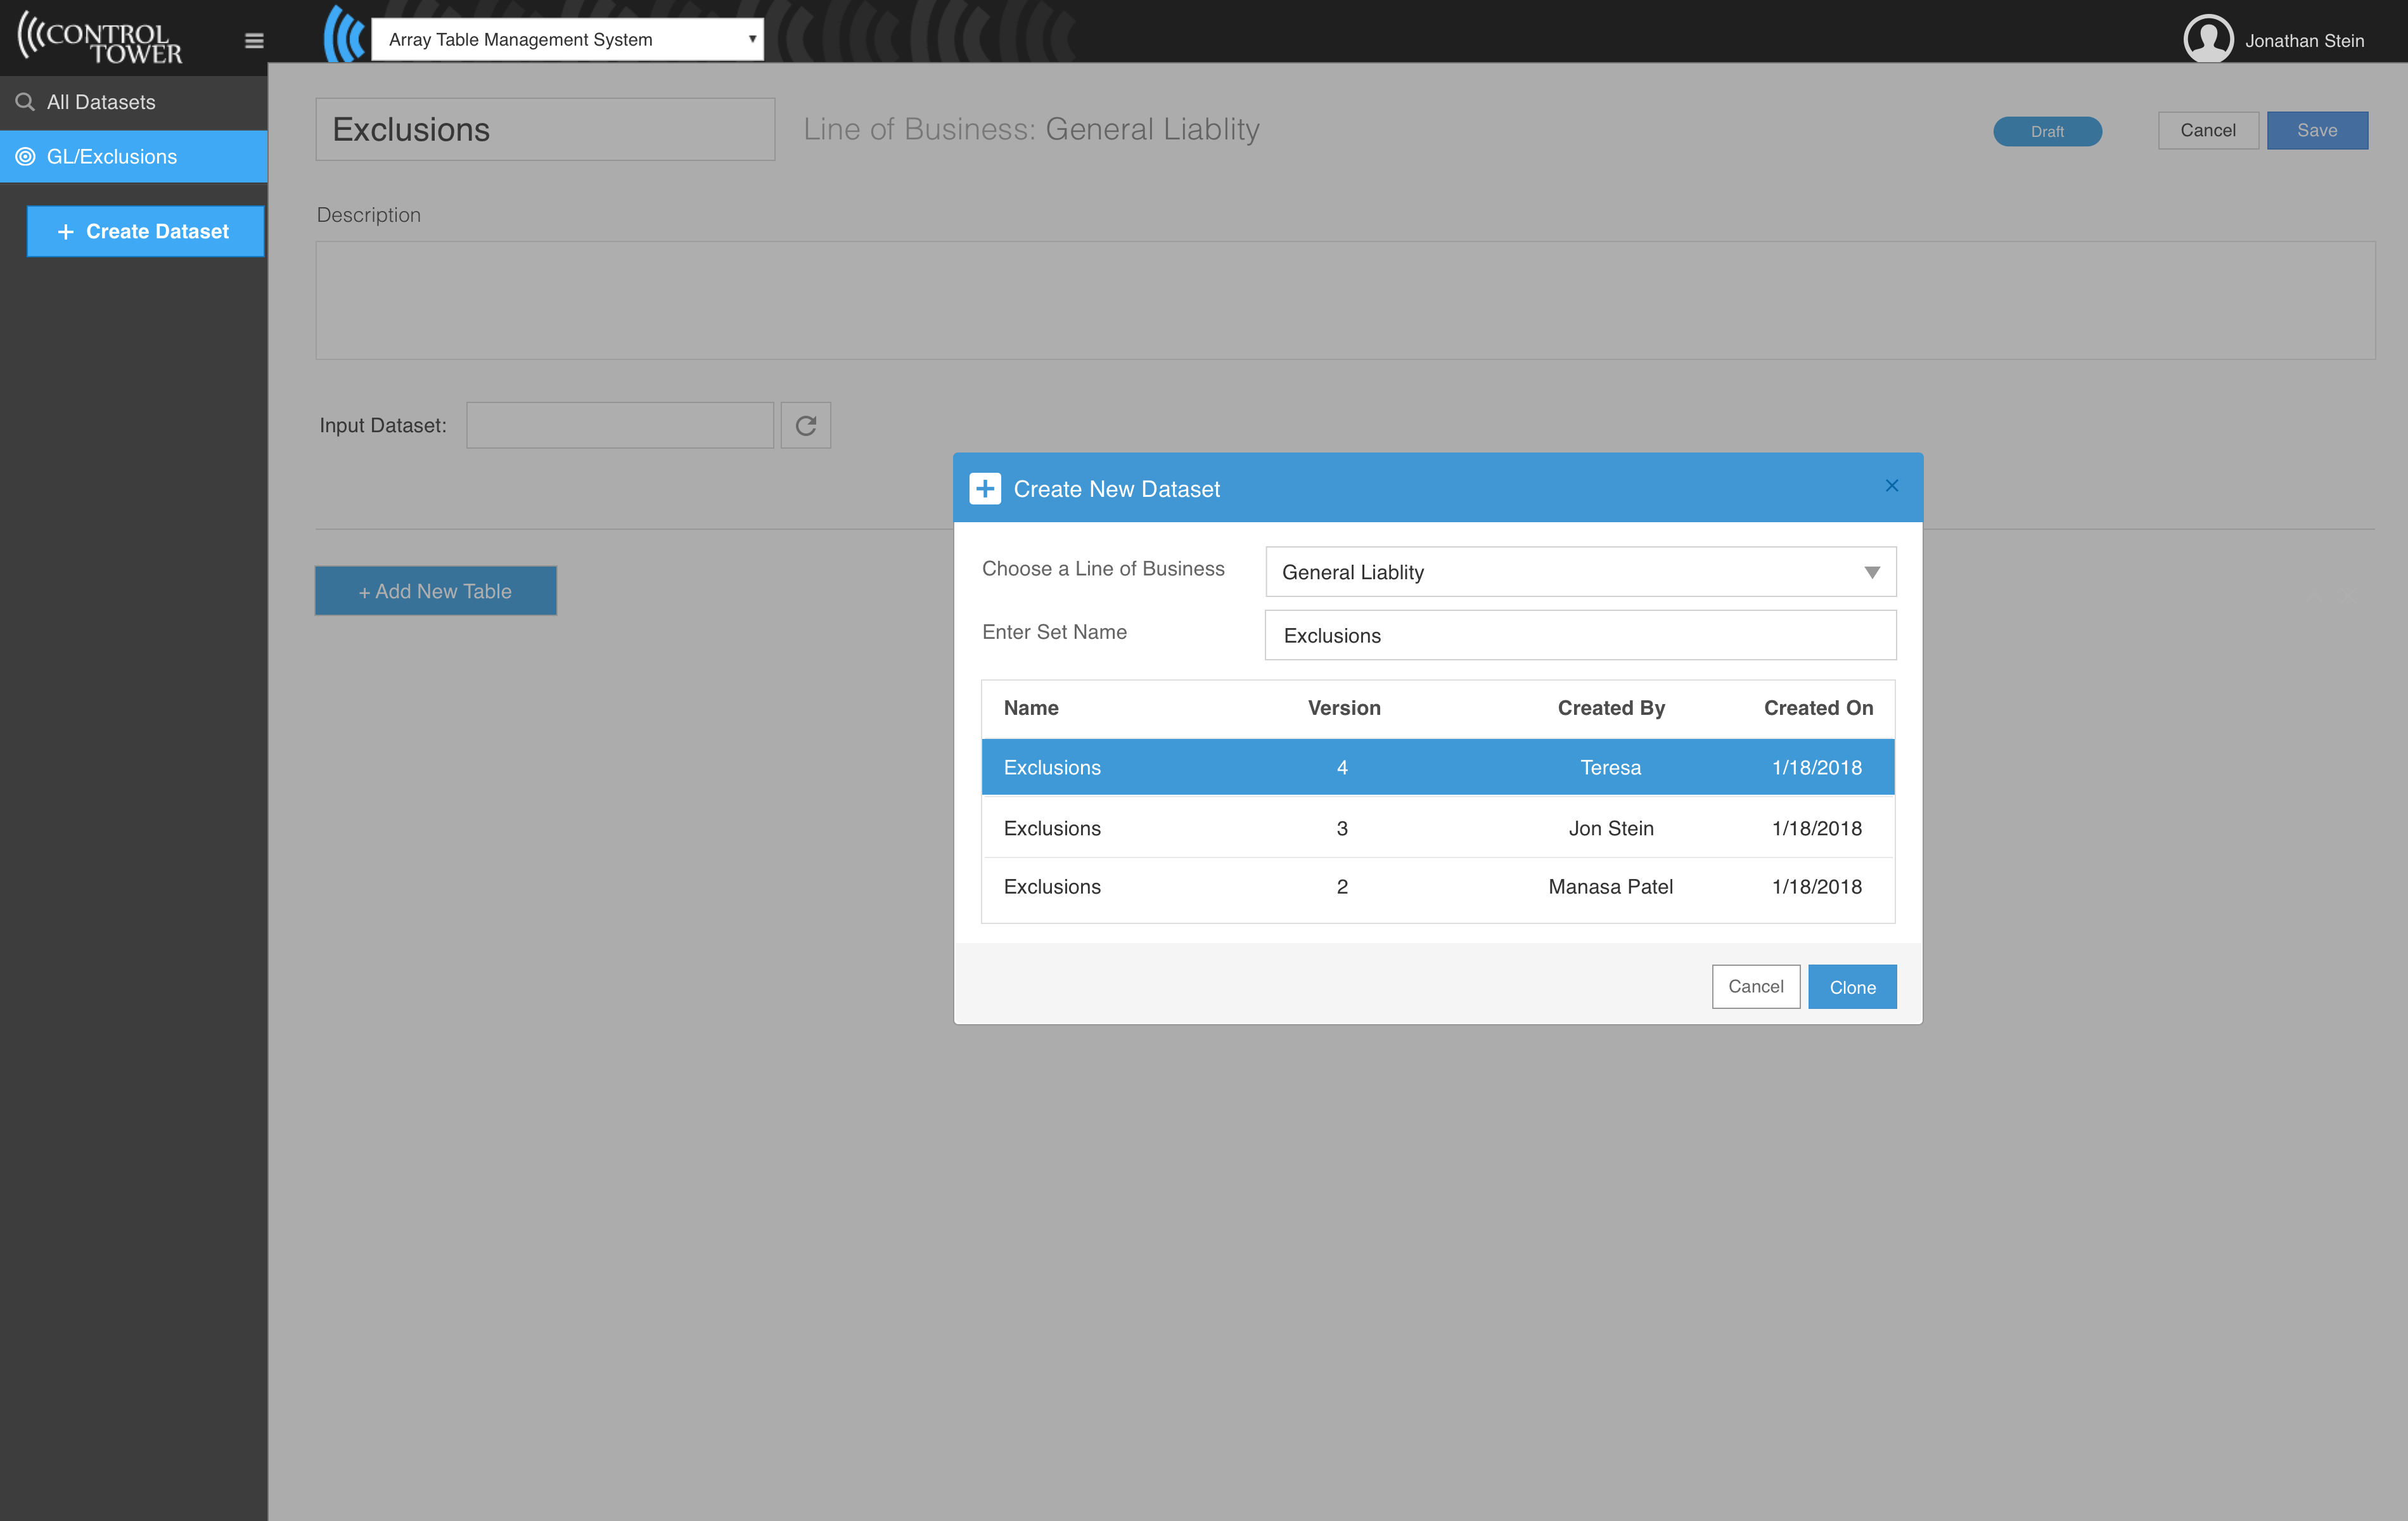 CONTROL
TOWER
Array Table Management System
Jonathan Stein
All Datasets
GL/Exclusions
+ Create Dataset
Exclusions
Line of Business: General Liablity
Draft
Cancel
Save
Description
Input Dataset:
+ Add New Table
Create New Dataset
×
Choose a Line of Business
General Liablity
Enter Set Name
Exclusions
Name Version Created By Created On
Exclusions 4 Teresa 1/18/2018
Exclusions 3 Jon Stein 1/18/2018
Exclusions 2 Manasa Patel 1/18/2018
Cancel
Clone